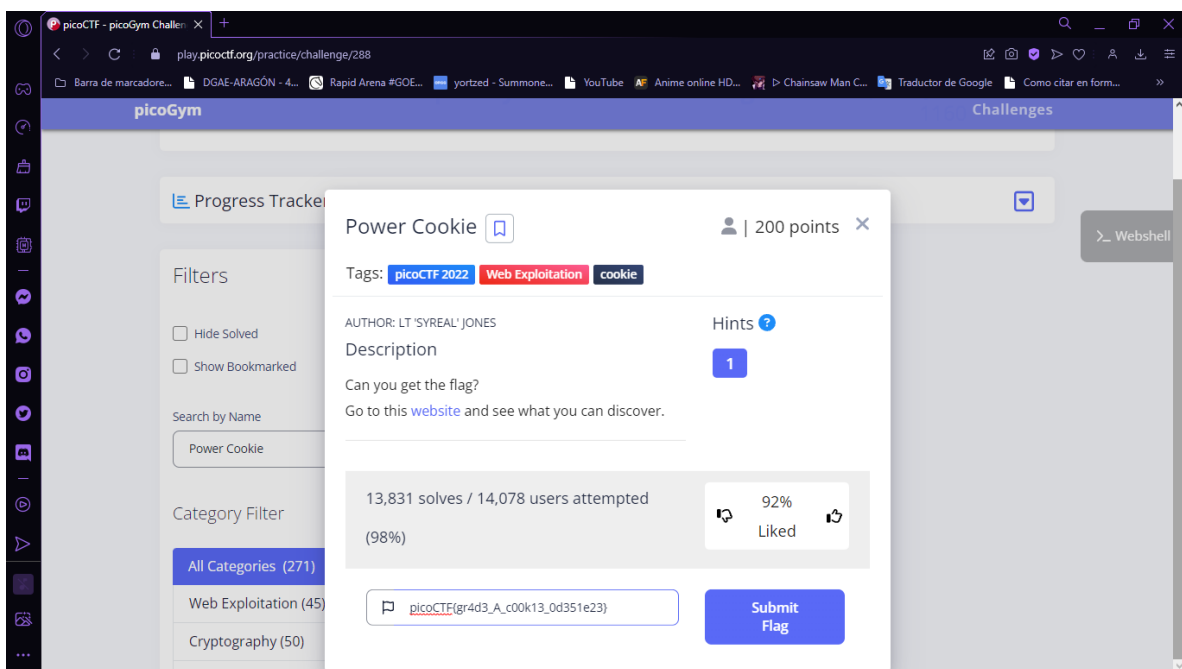 picoCTF - picoGym Challen
play.picoctf.org/practice/challenge/288
Barra de marcadore...
DGAE-ARAGÓN - 4...
Rapid Arena #GOE...
yortzed - Summone...
YouTube
AF Anime online HD...
▷ Chainsaw Man C...
Traductor de Google
Como citar en form...
picoGym
Challenges
Progress Tracke
>_ Webshell
Power Cookie
| 200 points
Tags: picoCTF 2022 Web Exploitation cookie
Filters
AUTHOR: LT 'SYREAL' JONES
Hints ?
Hide Solved
Description
1
Show Bookmarked
Can you get the flag?
Go to this website and see what you can discover.
Search by Name
Power Cookie
13,831 solves / 14,078 users attempted
(98%)
92%
Liked
Category Filter
All Categories (271)
Web Exploitation (45)
Cryptography (50)
picoCTF{gr4d3_A_c00k13_0d351e23}
Submit
Flag